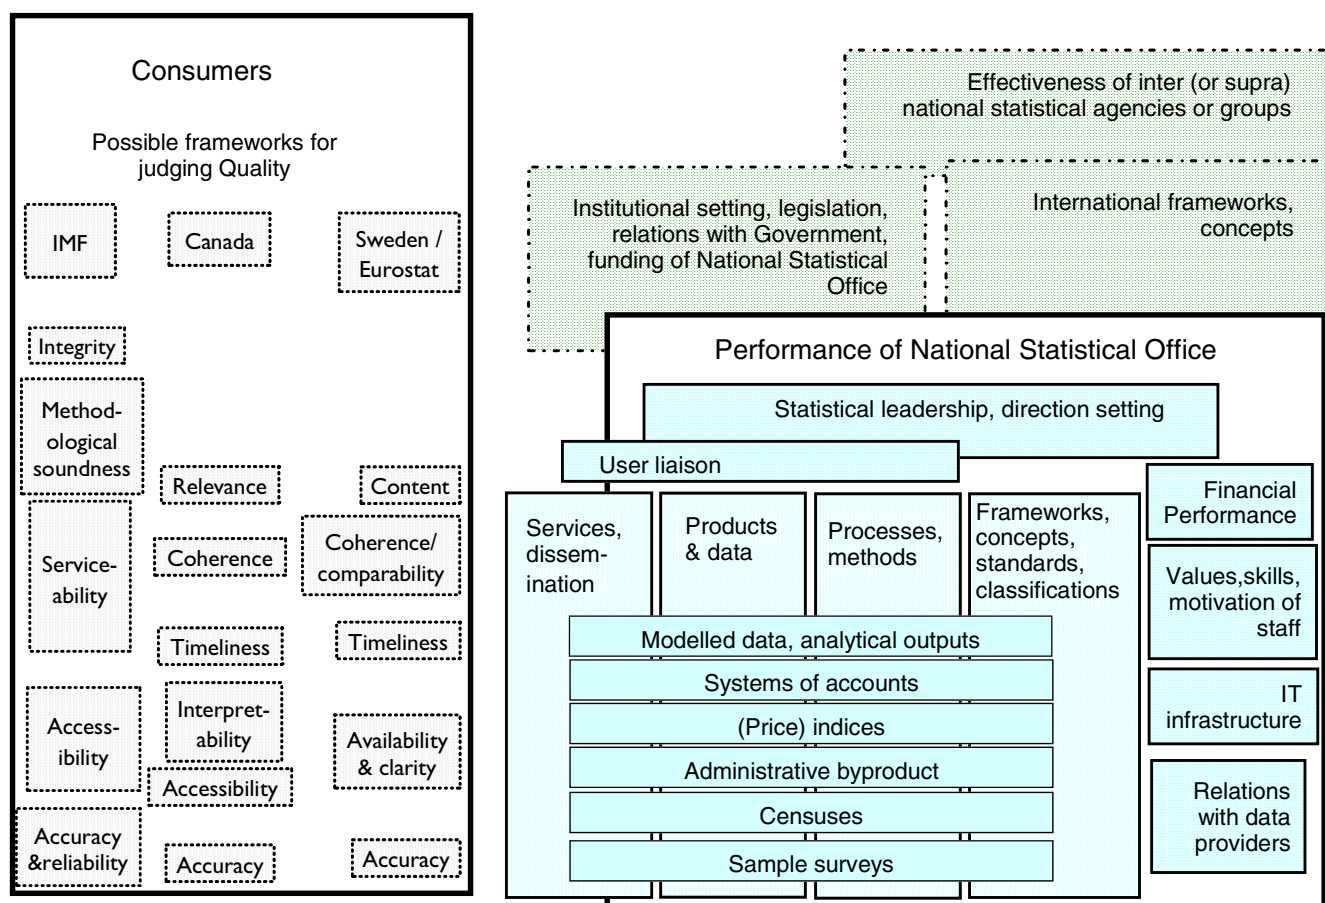 Consumers
Possible frameworks for
judging Quality
IMF
Canada
Sweden /
Eurostat
Integrity
Method-
ological
soundness
Relevance
Content
Service-
ability
Coherence
Coherence/
comparability
Timeliness
Timeliness
Access-
ibility
Interpret-
ability
Availability
& clarity
Accessibility
Accuracy
&reliability
Accuracy
Accuracy
Effectiveness of inter (or supra)
national statistical agencies or groups
Institutional setting, legislation,
relations with Government,
funding of National Statistical
Office
International frameworks,
concepts
Performance of National Statistical Office
Statistical leadership, direction setting
User liaison
Services,
dissem-
ination
Products
& data
Processes,
methods
Frameworks,
concepts,
standards,
classifications
Financial
Performance
Values,skills,
motivation of
staff
IT
infrastructure
Relations
with data
providers
Modelled data, analytical outputs
Systems of accounts
(Price) indices
Administrative byproduct
Censuses
Sample surveys